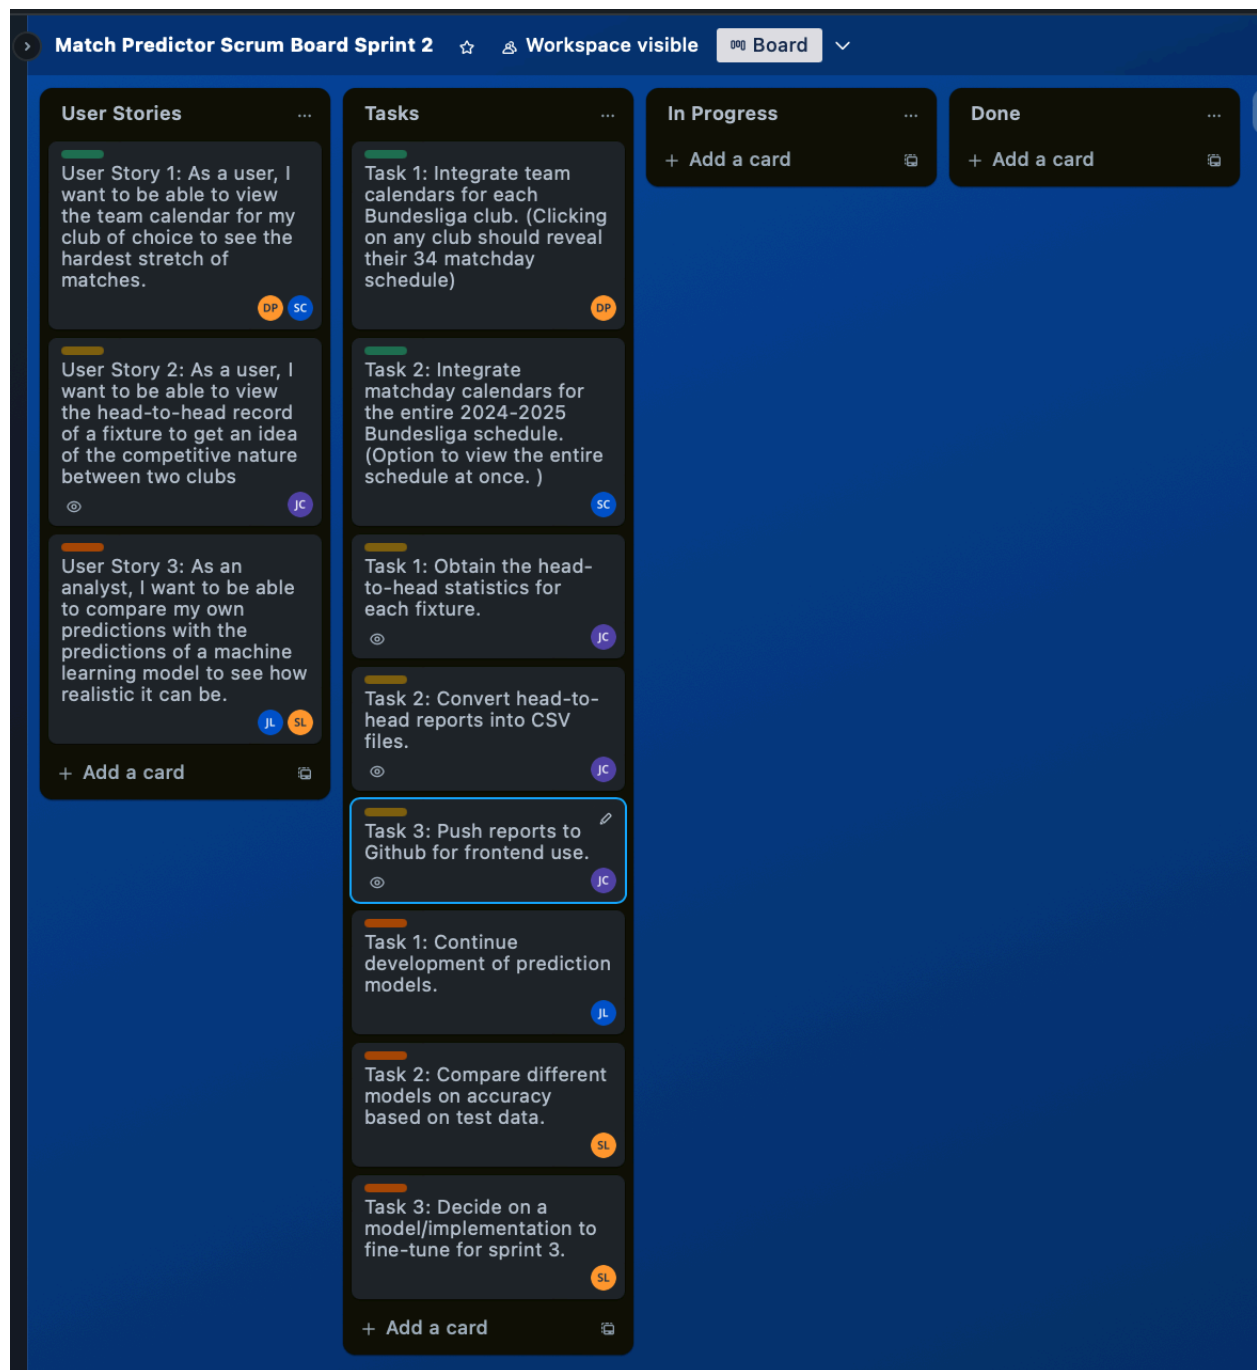 Match Predictor Scrum Board Sprint 2 Workspace visible Board
User Stories
User Story 1: As a user, I
want to be able to view
the team calendar for my
club of choice to see the
hardest stretch of
matches.
DP SC
User Story 2: As a user, I
want to be able to view
the head-to-head record
of a fixture to get an idea
of the competitive nature
between two clubs
JC
User Story 3: As an
analyst, I want to be able
to compare my own
predictions with the
predictions of a machine
learning model to see how
realistic it can be.
JL SL
+ Add a card
Tasks
Task 1: Integrate team
calendars for each
Bundesliga club. (Clicking
on any club should reveal
their 34 matchday
schedule)
DP
Task 2: Integrate
matchday calendars for
the entire 2024-2025
Bundesliga schedule.
(Option to view the entire
schedule at once. )
SC
Task 1: Obtain the head-
to-head statistics for
each fixture.
JC
Task 2: Convert head-to-
head reports into CSV
files.
JC
Task 3: Push reports to
Github for frontend use.
JC
Task 1: Continue
development of prediction
models.
JL
Task 2: Compare different
models on accuracy
based on test data.
SL
Task 3: Decide on a
model/implementation to
fine-tune for sprint 3.
SL
+ Add a card
In Progress
+ Add a card
Done
+ Add a card